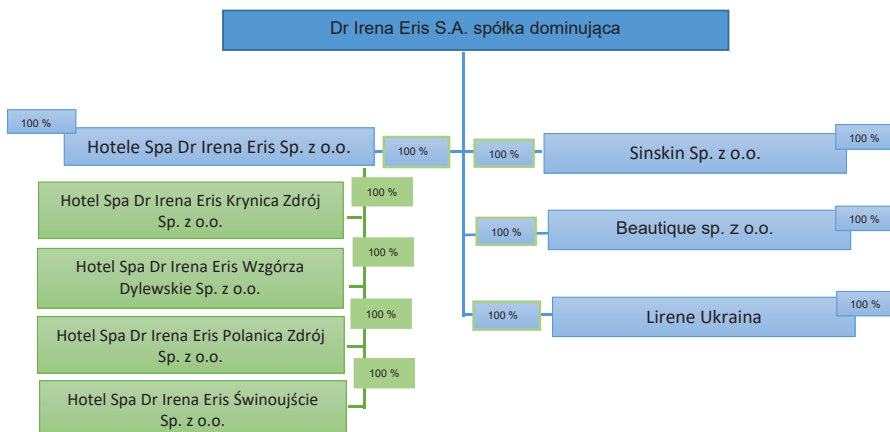 Dr Irena Eris S.A. spółka dominująca
100 %
Hotele Spa Dr Irena Eris Sp. z o.o.
100 %
100 %
Sinskin Sp. z o.o.
100 %
100 %
Hotel Spa Dr Irena Eris Krynica Zdrój
Sp. z o.o.
100 %
Beautique sp. z o.o.
100 %
100 %
Hotel Spa Dr Irena Eris Wzgórza
Dylewskie Sp. z o.o.
100 %
Lirene Ukraina
100 %
100 %
Hotel Spa Dr Irena Eris Polanica Zdrój
Sp. z o.o.
100 %
Hotel Spa Dr Irena Eris Świnoujście
Sp. z o.o.